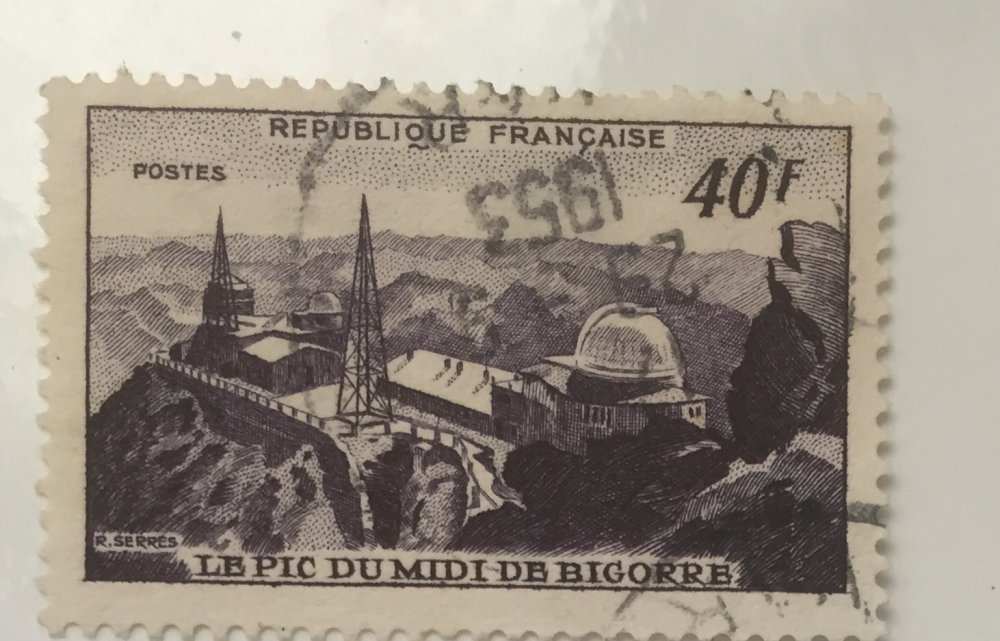 REPUBLIQUE FRANÇAISE
POSTES
40F
1953
R. SERRES
LE PIC DU MIDI DE BIGORRE